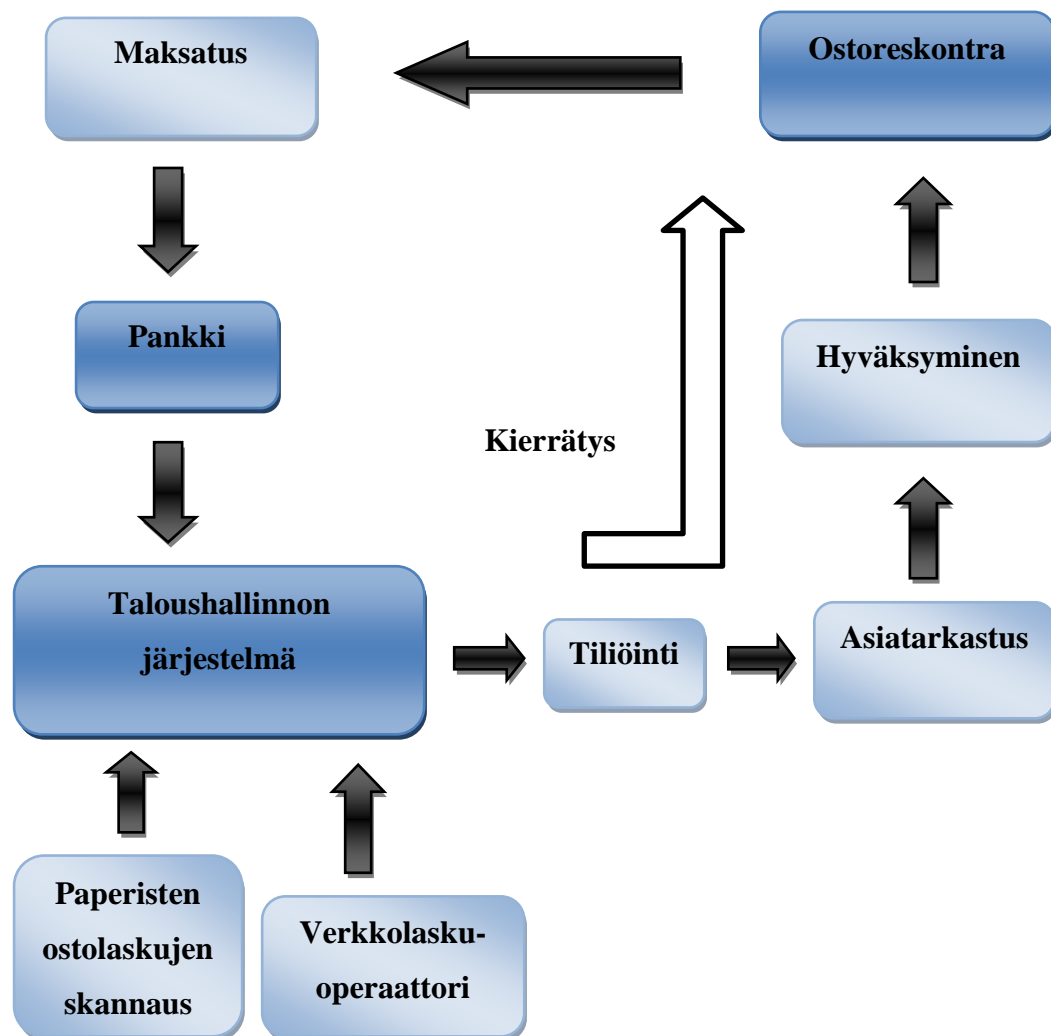 Maksatus
Ostoreskontra
Pankki
Hyväksyminen
Kierrätys
Taloushallinnon
järjestelmä
Tiliöinti
Asiatarkastus
Paperisten
ostolaskujen
skannaus
Verkkolasku-
operaattori